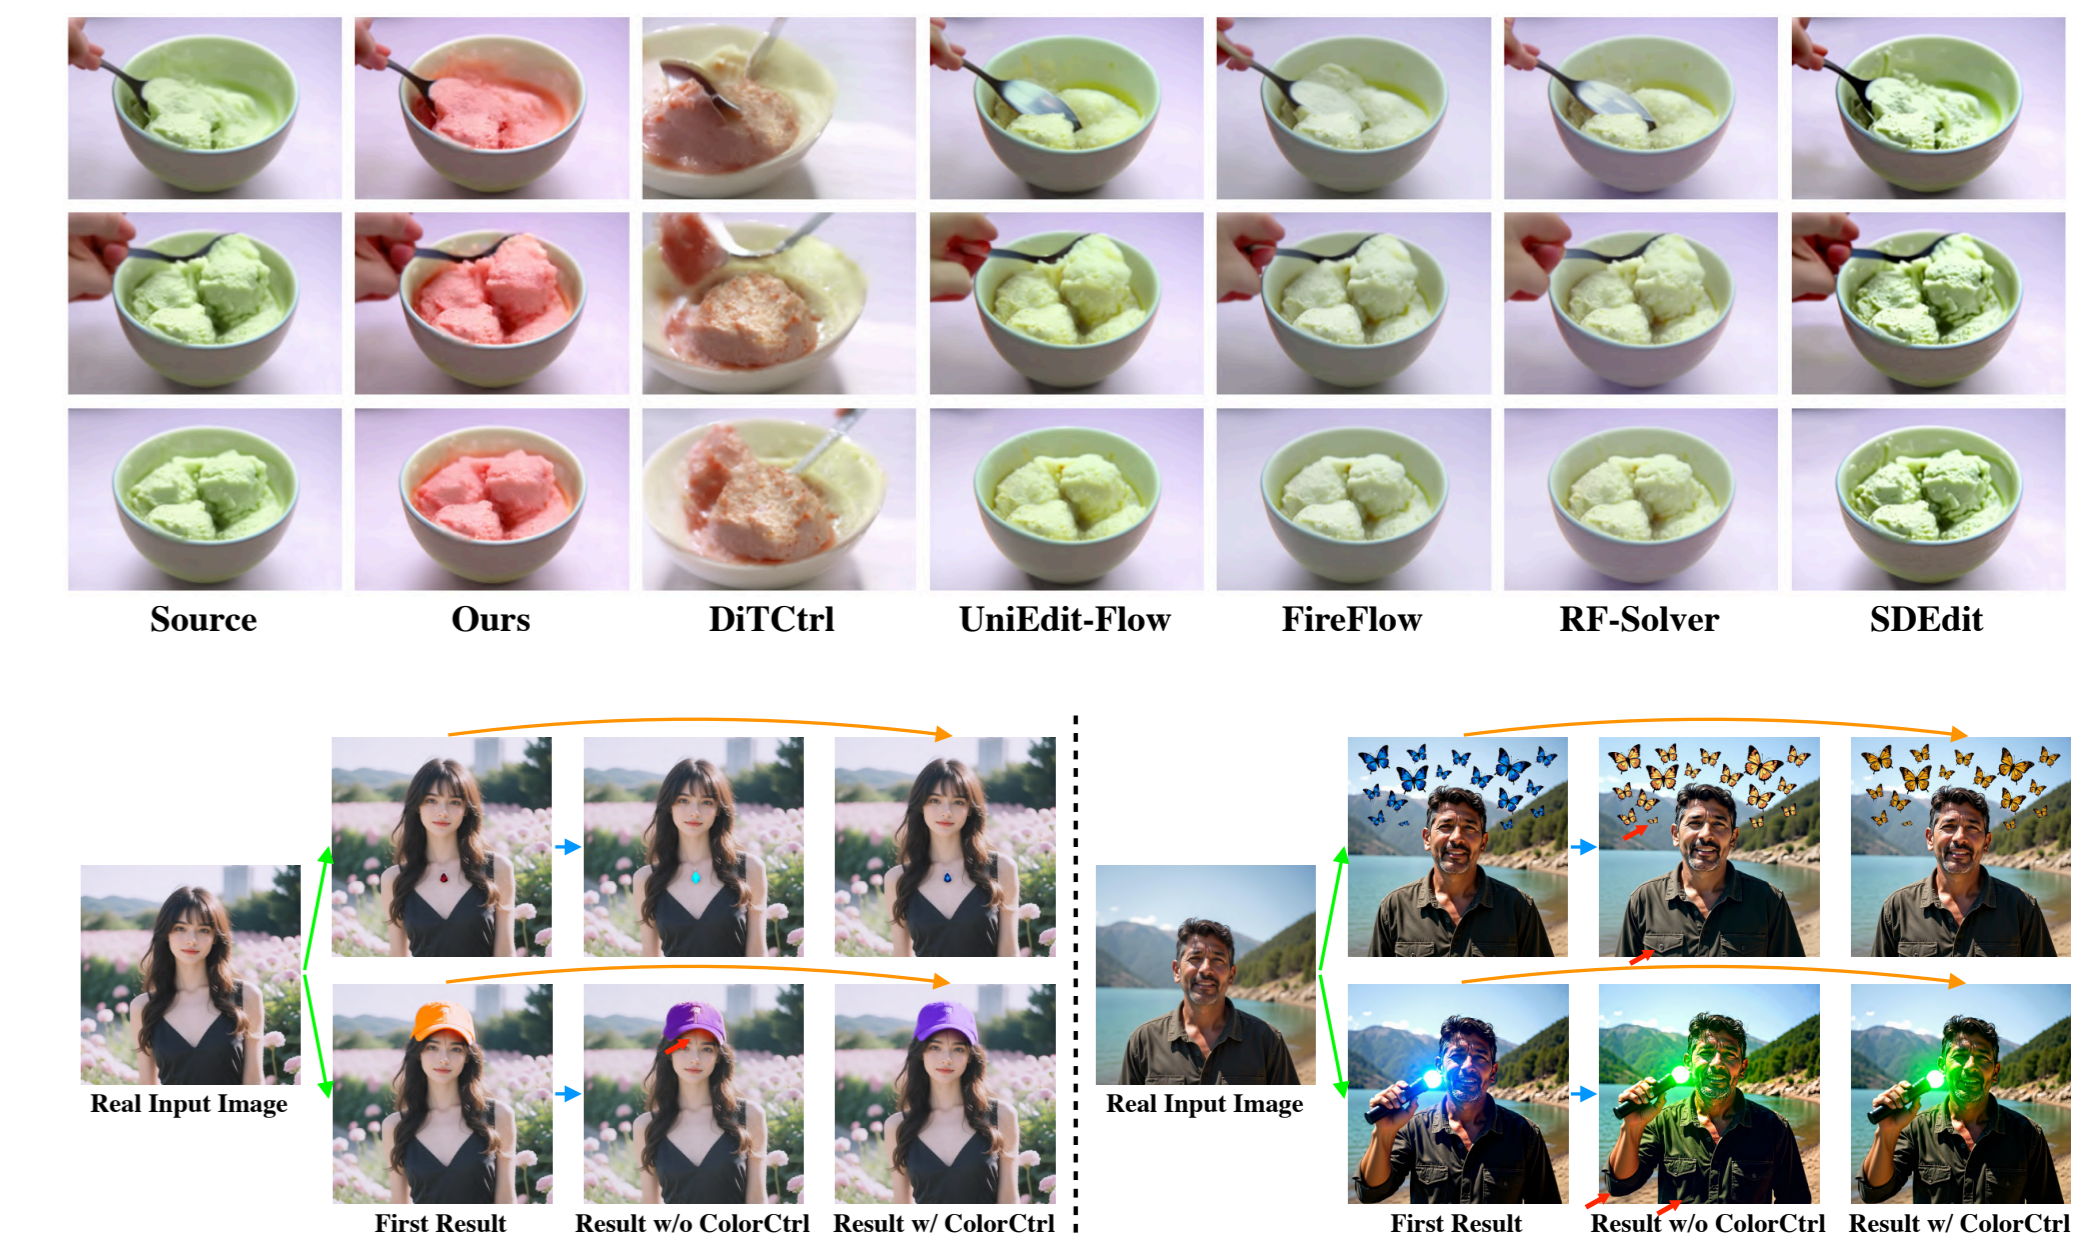 Source Ours DiTCtrl UniEdit-Flow FireFlow RF-Solver SDEdit
Real Input Image
First Result Result w/o ColorCtrl Result w/ ColorCtrl
Real Input Image
First Result Result w/o ColorCtrl Result w/ ColorCtrl